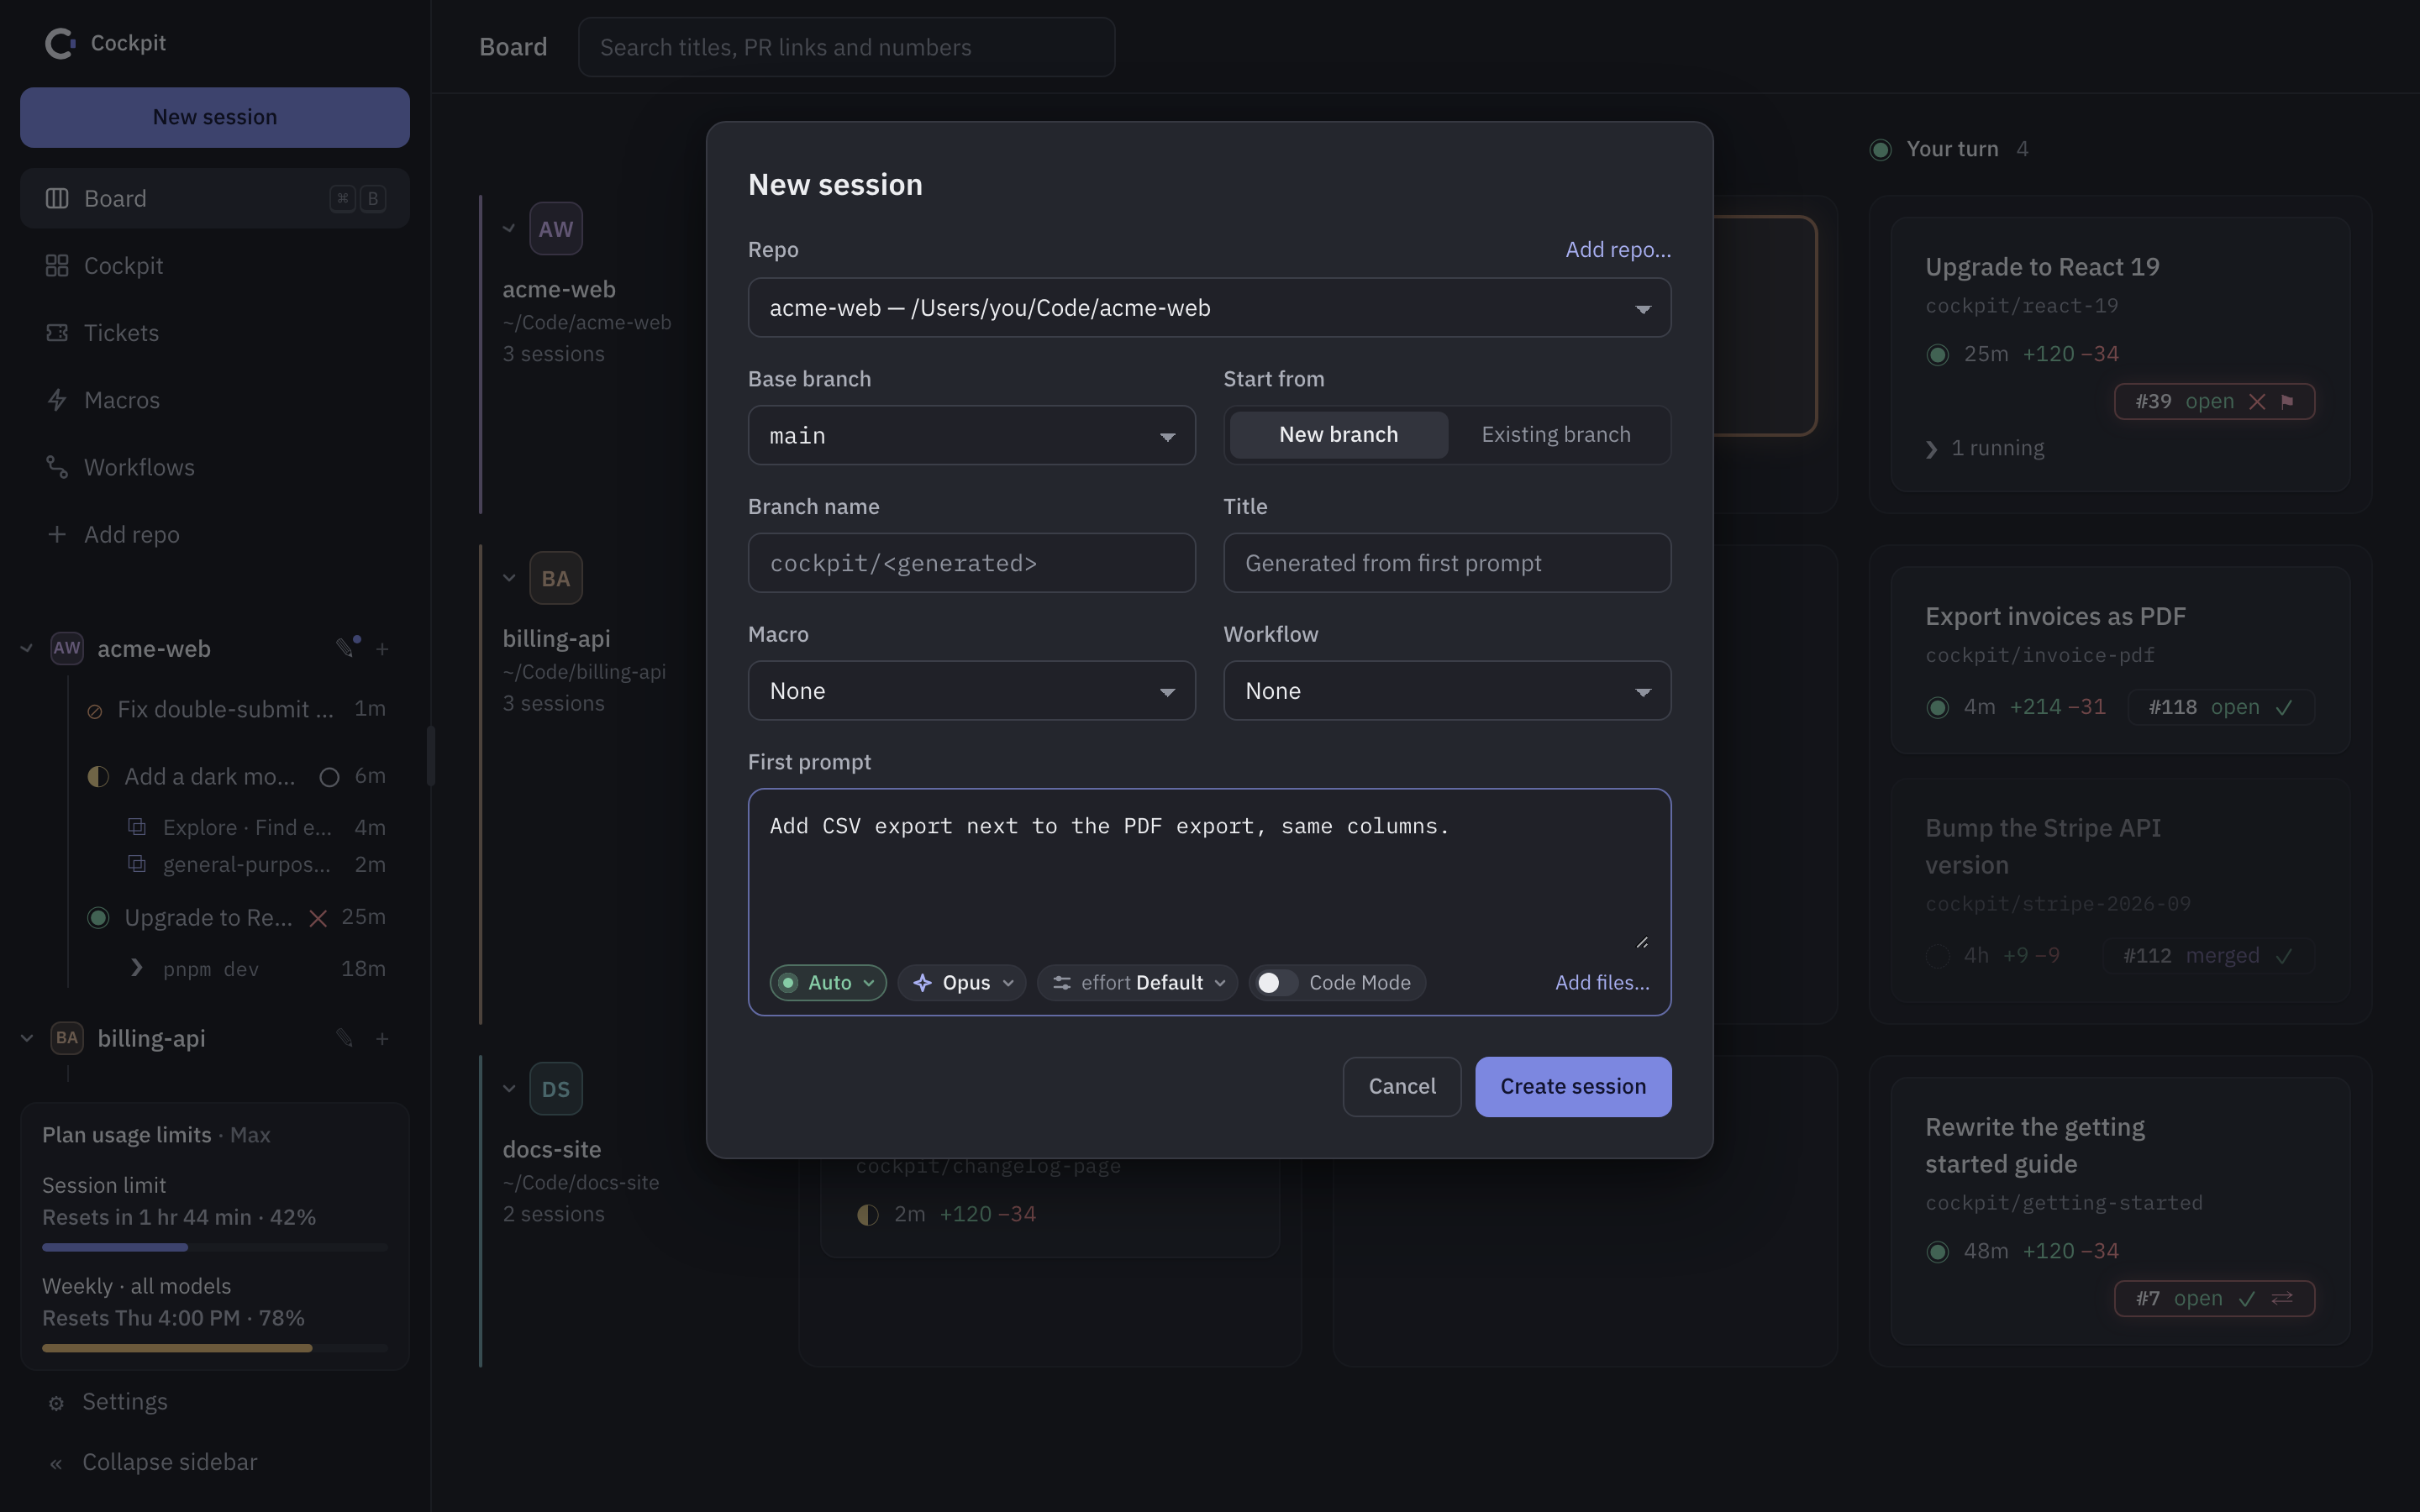 Cockpit
New session
Board ⌘ B
Cockpit
Tickets
Macros
Workflows
Add repo
AW acme-web
Fix double-submit ... 1m
Add a dark mo... 6m
Explore · Find e... 4m
general-purpos... 2m
Upgrade to Re... 25m
pnpm dev 18m
BA billing-api
Plan usage limits · Max
Session limit
Resets in 1 hr 44 min · 42%
Weekly · all models
Resets Thu 4:00 PM · 78%
Settings
Collapse sidebar
Board
Search titles, PR links and numbers
AW
acme-web
~/Code/acme-web
3 sessions
BA
billing-api
~/Code/billing-api
3 sessions
DS
docs-site
~/Code/docs-site
2 sessions
New session
Repo Add repo...
acme-web — /Users/you/Code/acme-web
Base branch Start from
main New branch Existing branch
Branch name Title
cockpit/<generated> Generated from first prompt
Macro Workflow
None None
First prompt
Add CSV export next to the PDF export, same columns.
Auto Opus effort Default Code Mode Add files...
Cancel Create session
cockpit/changelog-page
2m +120 −34
Your turn 4
Upgrade to React 19
cockpit/react-19
25m +120 −34
#39 open
1 running
Export invoices as PDF
cockpit/invoice-pdf
4m +214 −31 #118 open
Bump the Stripe API
version
cockpit/stripe-2026-09
4h +9 −9 #112 merged
Rewrite the getting
started guide
cockpit/getting-started
48m +120 −34
#7 open